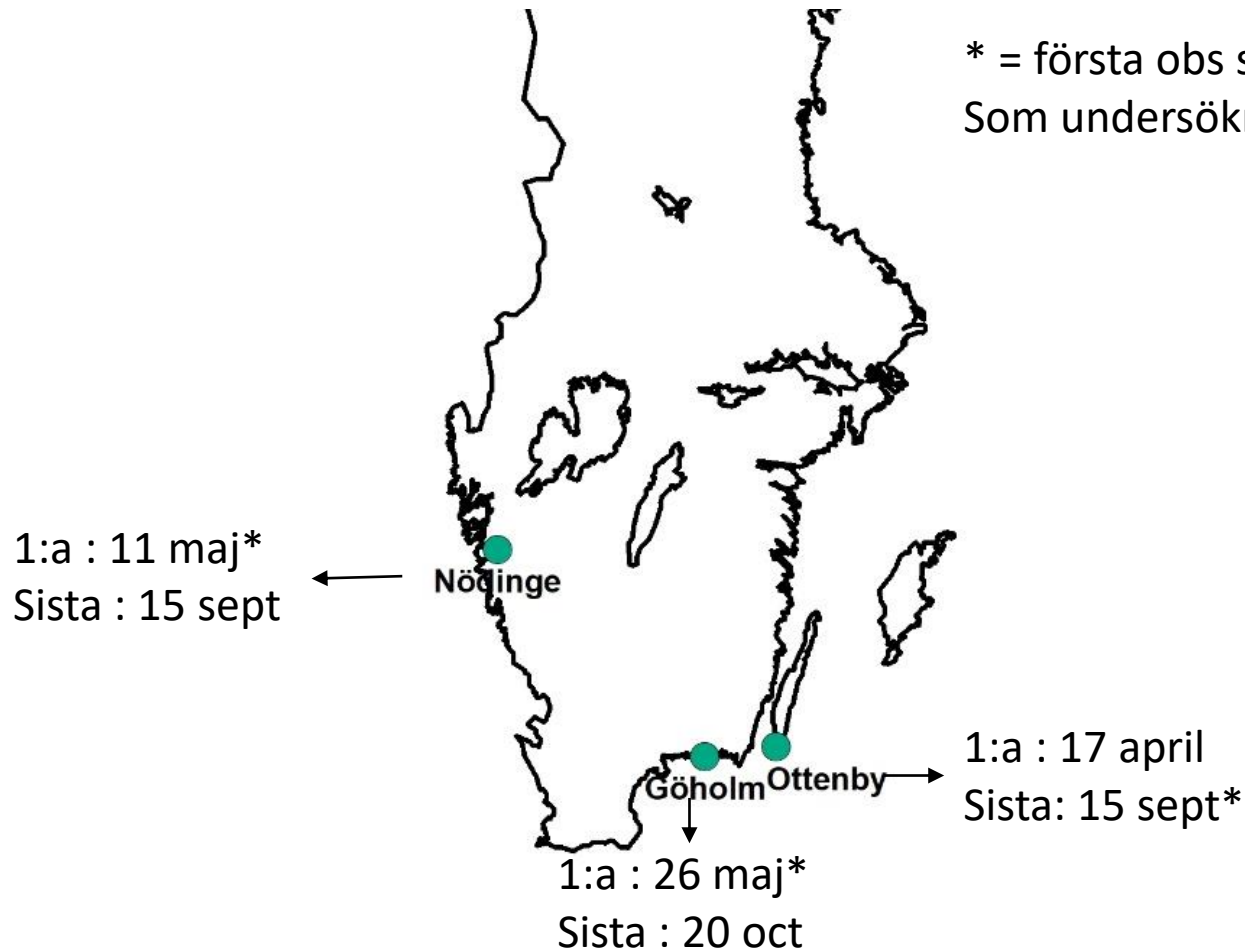 * = första obs s
Som undersökn
1:a : 11 maj*
Sista : 15 sept
Nödinge
Göholm
Ottenby
1:a : 17 april
Sista: 15 sept*
1:a : 26 maj*
Sista : 20 oct